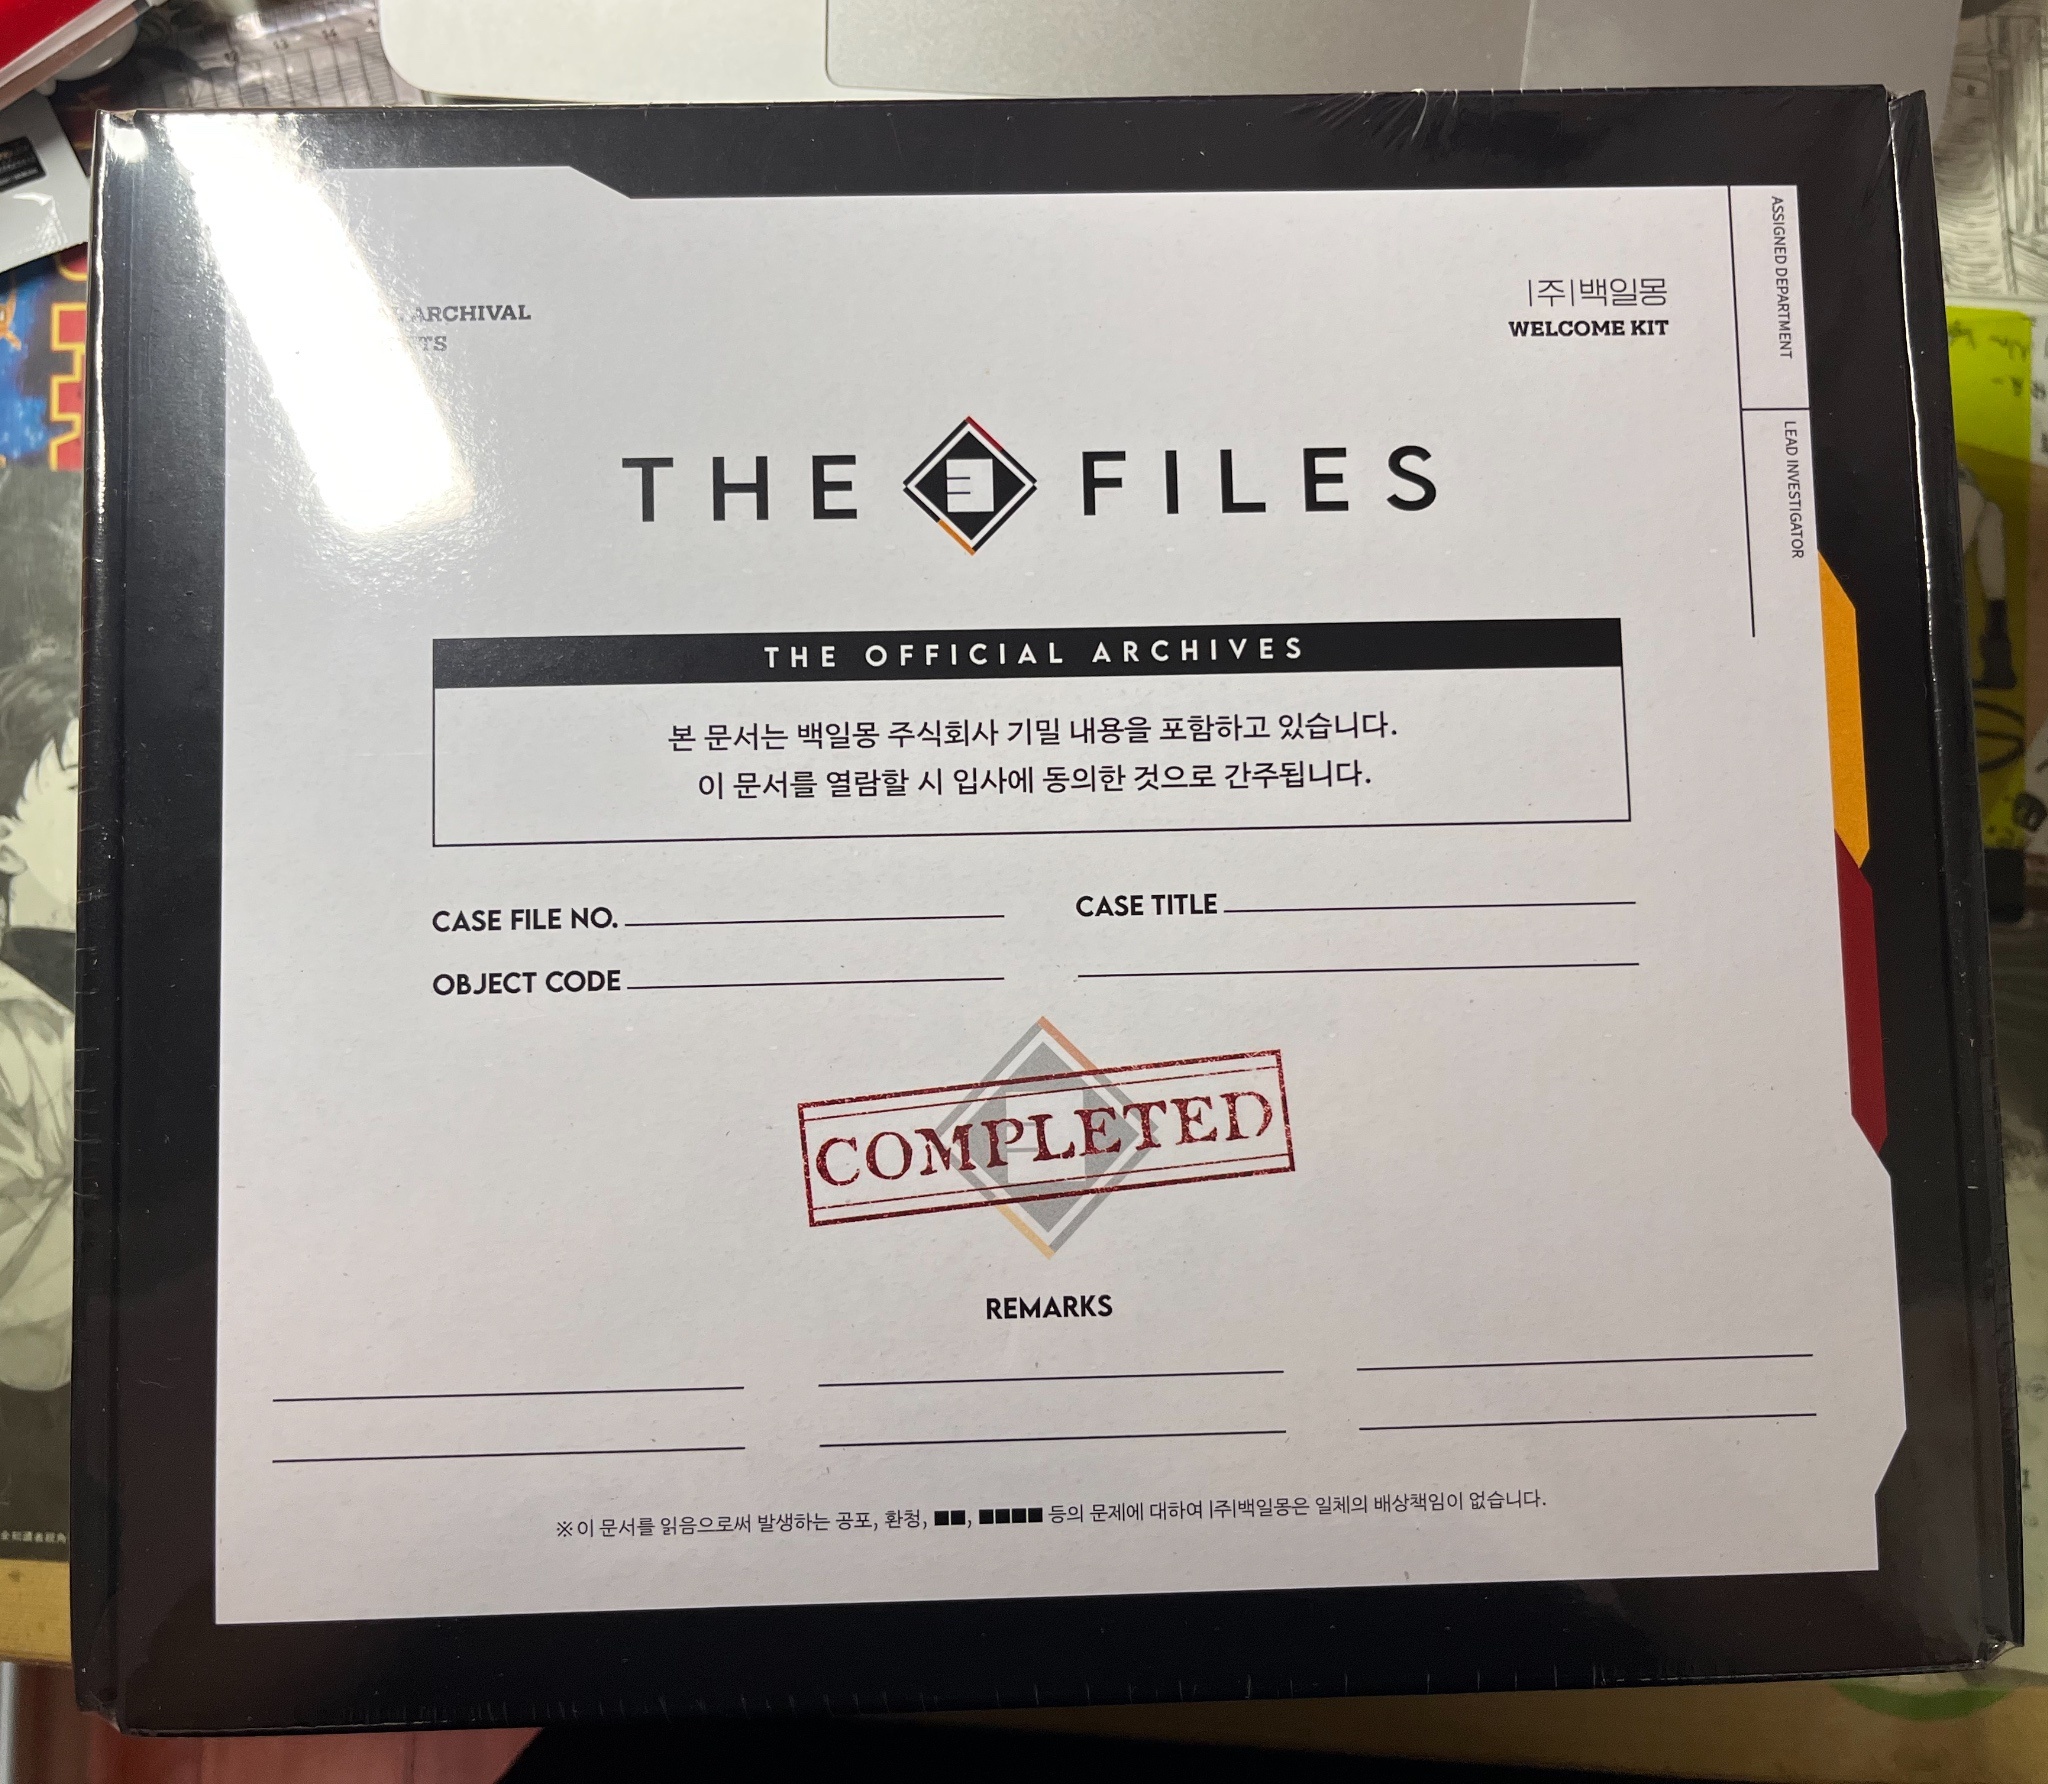 ARCHIVAL
|주|백일몽
WELCOME KIT
ASSIGNED DEPARTMENT
LEAD INVESTIGATOR
THE FILES
THE OFFICIAL ARCHIVES
본 문서는 백일몽 주식회사 기밀 내용을 포함하고 있습니다.
이 문서를 열람할 시 입사에 동의한 것으로 간주됩니다.
CASE FILE NO.
CASE TITLE
OBJECT CODE
COMPLETED
REMARKS
※이 문서를 읽음으로써 발생하는 공포, 환청, ■■, ■■■■ 등의 문제에 대하여 |주|백일몽은 일체의 배상책임이 없습니다.